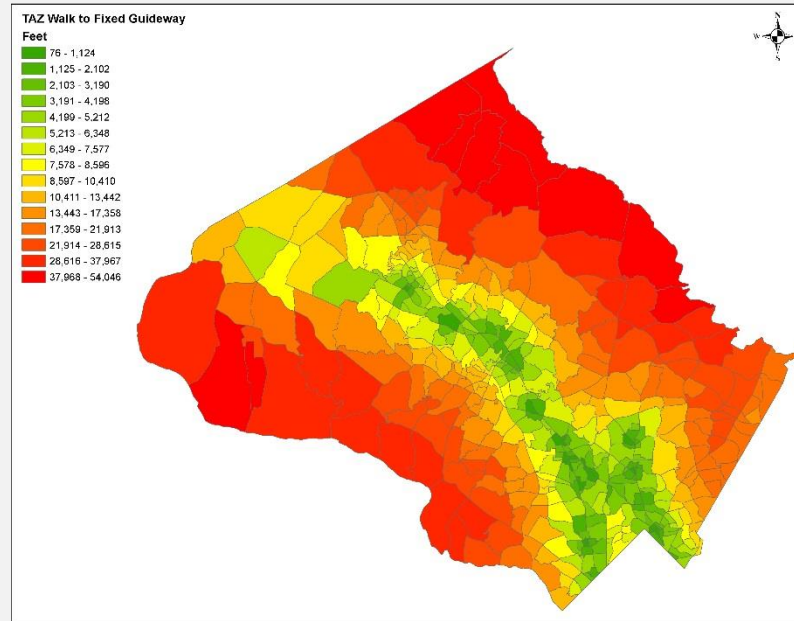 TAZ Walk to Fixed Guideway
Feet
76 - 1,124
1,125 - 2,102
2,103 - 3,190
3,191 - 4,198
4,199 - 5,212
5,213 - 6,348
6,349 - 7,577
7,578 - 8,596
8,597 - 10,410
10,411 - 13,442
13,443 - 17,358
17,359 - 21,913
21,914 - 28,615
28,616 - 37,967
37,968 - 54,046
N
W
E
S